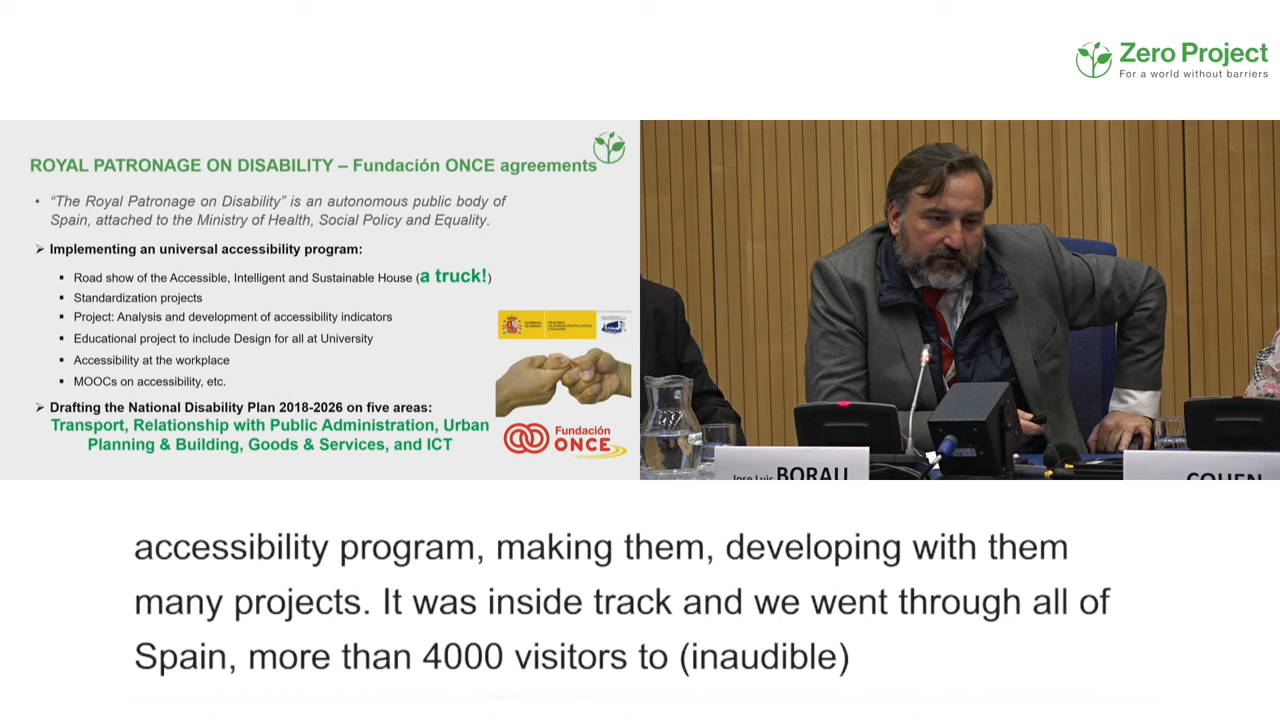 Zero Project
For a world without barriers
ROYAL PATRONAGE ON DISABILITY – Fundación ONCE agreements
• “The Royal Patronage on Disability” is an autonomous public body of
Spain, attached to the Ministry of Health, Social Policy and Equality.
➢ Implementing an universal accessibility program:
▪ Road show of the Accessible, Intelligent and Sustainable House (a truck!)
▪ Standardization projects
▪ Project: Analysis and development of accessibility indicators
▪ Educational project to include Design for all at University
▪ Accessibility at the workplace
▪ MOOCs on accessibility, etc.
➢ Drafting the National Disability Plan 2018-2026 on five areas:
Transport, Relationship with Public Administration, Urban
Planning & Building, Goods & Services, and ICT
Fundación
ONCE
Jose Luis BORAU
COHEN
accessibility program, making them, developing with them
many projects. It was inside track and we went through all of
Spain, more than 4000 visitors to (inaudible)